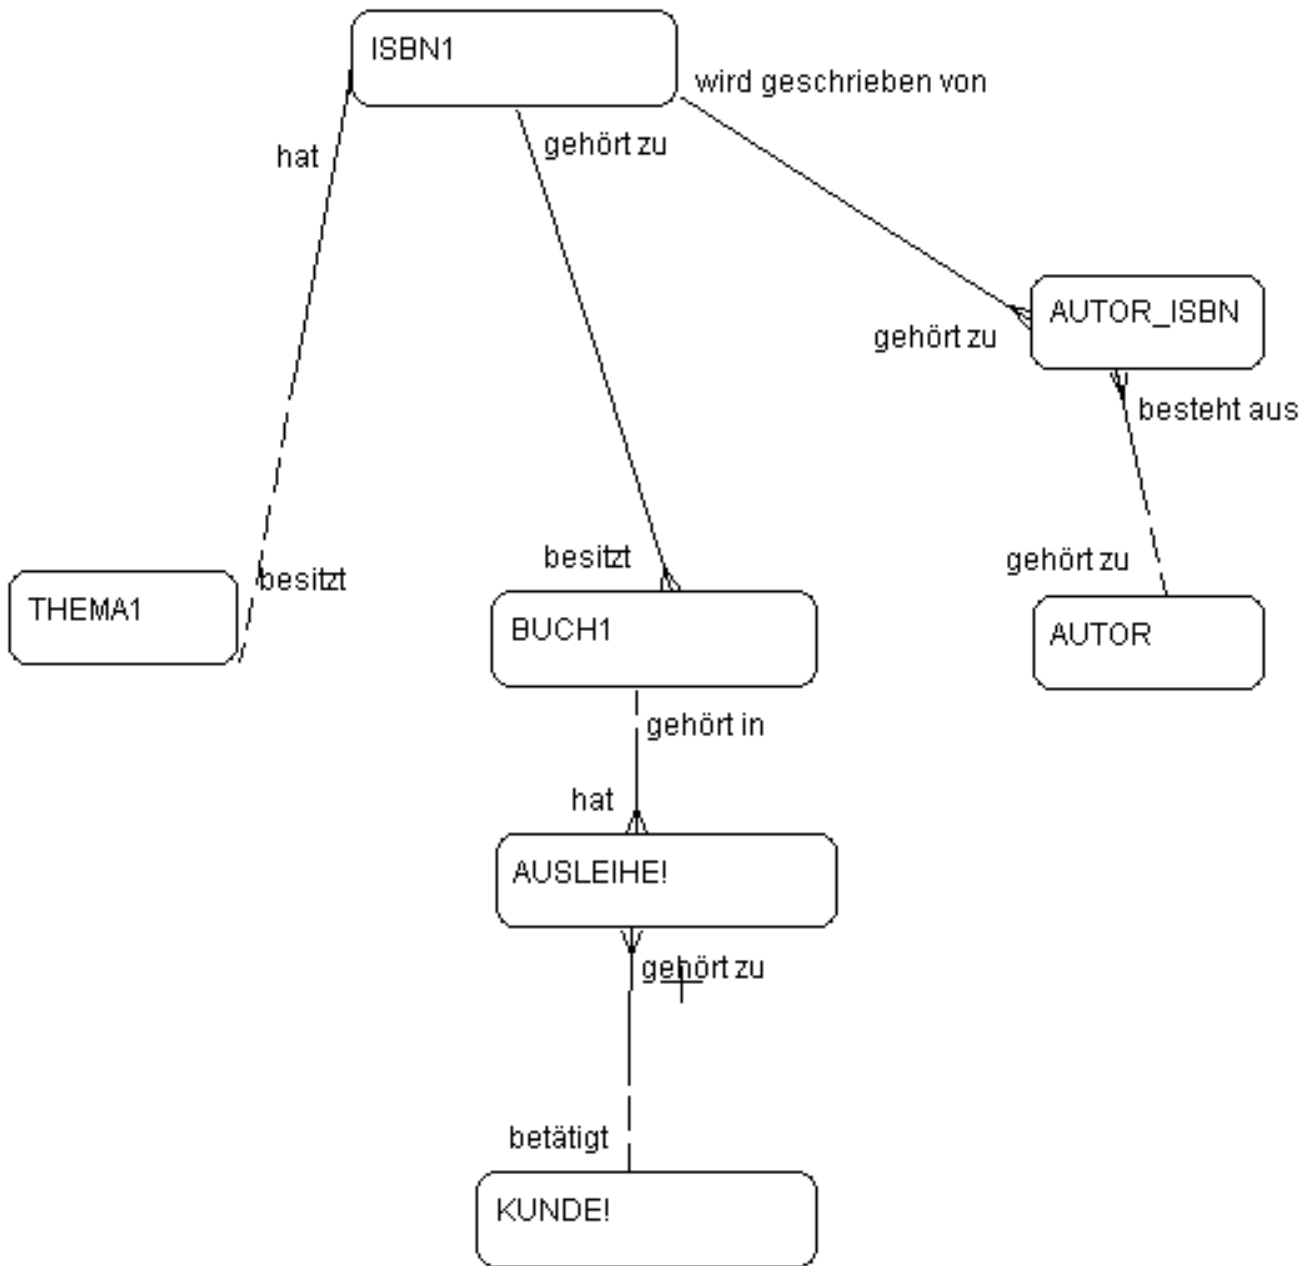 ISBN1
wird geschrieben von
gehört zu
hat
AUTOR_ISBN
gehört zu
besteht aus
besitzt
gehört zu
besitzt
THEMA1
BUCH1
AUTOR
gehört in
hat
AUSLEIHE!
gehört zu
betätigt
KUNDE!